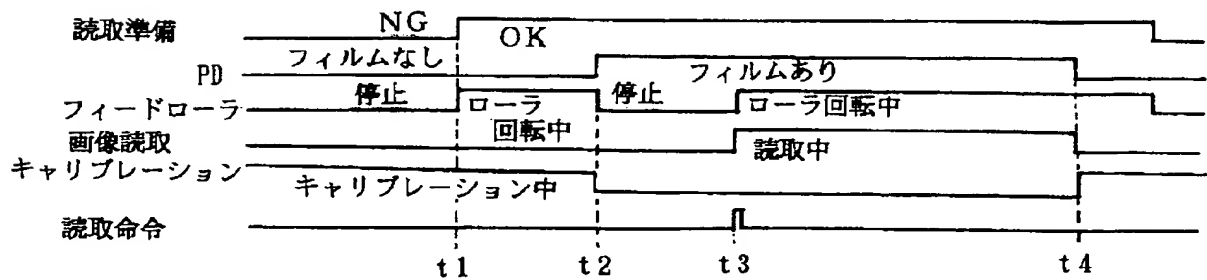 読取準備 NG OK
PD フィルムなし フィルムあり
フィードローラ 停止 ローラ回転中 停止 ローラ回転中
画像読取 読取中
キャリブレーション キャリブレーション中
読取命令
t1 t2 t3 t4